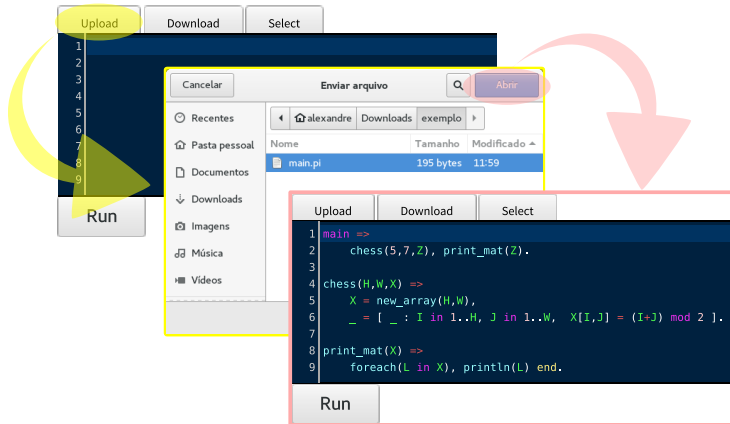 Upload Download Select
1
2
3
4
5
6
7
8
9
Run
Cancelar Enviar arquivo Abrir
alexandre Downloads exemplo
Recentes
Pasta pessoal
Documentos
Downloads
Imagens
Música
Vídeos
Nome Tamanho Modificado
main.pi 195 bytes 11:59
Upload Download Select
1 main =>
2 chess(5,7,Z), print_mat(Z).
3
4 chess(H,W,X) =>
5 X = new_array(H,W),
6 _ = [ _ : I in 1..H, J in 1..W, X[I,J] = (I+J) mod 2 ].
7
8 print_mat(X) =>
9 foreach(L in X), println(L) end.
Run